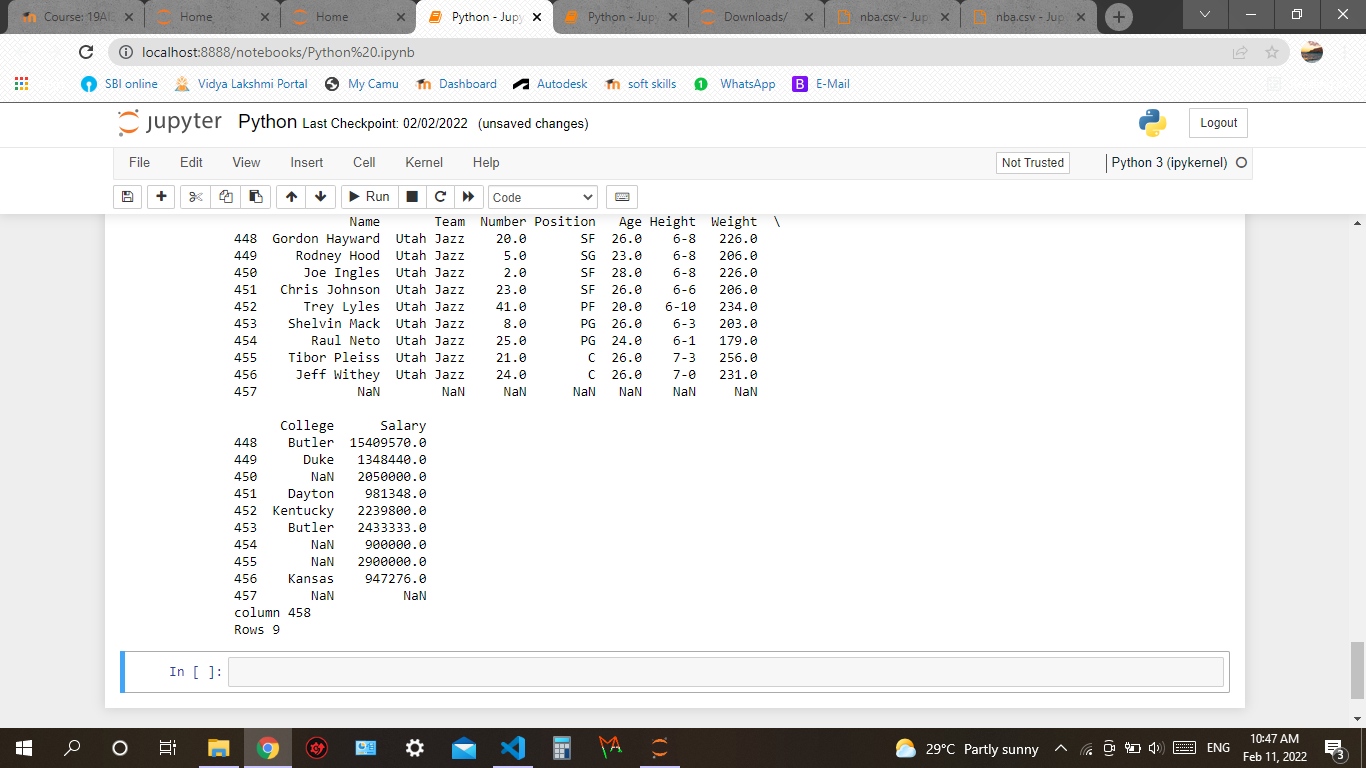 Course: 19AI
Home
Home
Python - Jupy
Python - Jup
Downloads/
nba.csv - Jup
nba.csv - Jup
localhost:8888/notebooks/Python%20.ipynb
SBI online Vidya Lakshmi Portal My Camu Dashboard Autodesk soft skills 1 WhatsApp B E-Mail
jupyter Python Last Checkpoint: 02/02/2022 (unsaved changes) Logout
File Edit View Insert Cell Kernel Help Not Trusted Python 3 (ipykernel)
Run Code
Name Team Number Position Age Height Weight \
448 Gordon Hayward Utah Jazz 20.0 SF 26.0 6-8 226.0
449 Rodney Hood Utah Jazz 5.0 SG 23.0 6-8 206.0
450 Joe Ingles Utah Jazz 2.0 SF 28.0 6-8 226.0
451 Chris Johnson Utah Jazz 23.0 SF 26.0 6-6 206.0
452 Trey Lyles Utah Jazz 41.0 PF 20.0 6-10 234.0
453 Shelvin Mack Utah Jazz 8.0 PG 26.0 6-3 203.0
454 Raul Neto Utah Jazz 25.0 PG 24.0 6-1 179.0
455 Tibor Pleiss Utah Jazz 21.0 C 26.0 7-3 256.0
456 Jeff Withey Utah Jazz 24.0 C 26.0 7-0 231.0
457 NaN NaN NaN NaN NaN NaN NaN
College Salary
448 Butler 15409570.0
449 Duke 1348440.0
450 NaN 2050000.0
451 Dayton 981348.0
452 Kentucky 2239800.0
453 Butler 2433333.0
454 NaN 900000.0
455 NaN 2900000.0
456 Kansas 947276.0
457 NaN NaN
column 458
Rows 9
In [ ]:
29°C Partly sunny ENG 10:47 AM
Feb 11, 2022 3